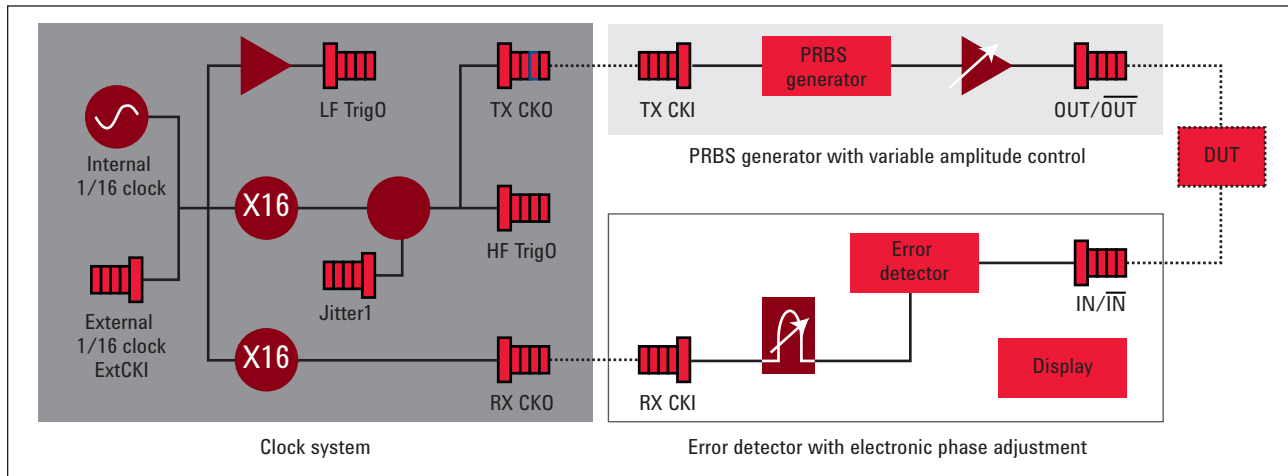 LF TrigO
TX CKO
TX CKI
PRBS
generator
OUT/OUT
PRBS generator with variable amplitude control
DUT
Internal
1/16 clock
X16
HF TrigO
Jitter1
External
1/16 clock
ExtCKI
X16
RX CKO
RX CKI
Error
detector
IN/IN
Display
Clock system
Error detector with electronic phase adjustment